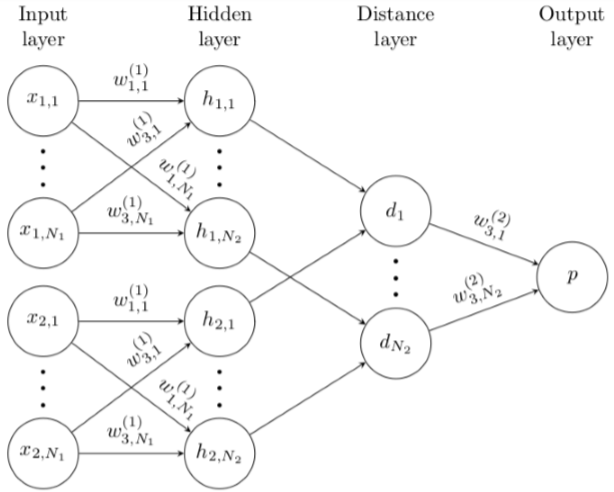 Input layer
Hidden layer
Distance layer
Output layer
x_{1,1}
w_{1,1}^{(1)}
h_{1,1}
w_{3,1}^{(1)}
w_{1,N_1}^{(1)}
x_{1,N_1}
w_{3,N_1}^{(1)}
h_{1,N_2}
d_1
w_{3,1}^{(2)}
p
x_{2,1}
w_{1,1}^{(1)}
h_{2,1}
w_{3,1}^{(1)}
w_{1,N_1}^{(1)}
d_{N_2}
w_{3,N_2}^{(2)}
x_{2,N_1}
w_{3,N_1}^{(1)}
h_{2,N_2}